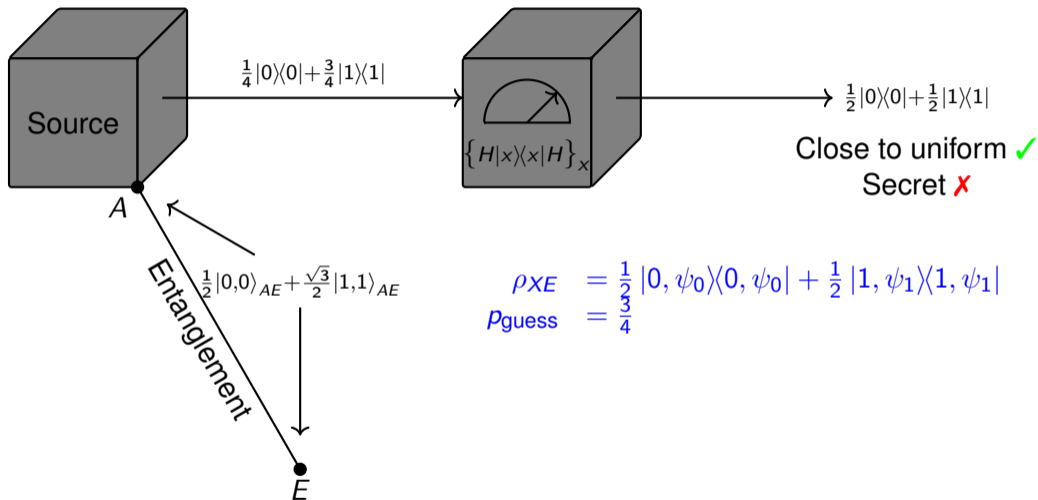 Source
¼|0⟩⟨0|+¾|1⟩⟨1|
{H|x⟩⟨x|H}ₓ
½|0⟩⟨0|+½|1⟩⟨1|
Close to uniform ✓
Secret ✗
A
½|0,0⟩_AE+√3/2|1,1⟩_AE
Entanglement
E
ρ_XE = ½|0, ψ₀⟩⟨0, ψ₀| + ½|1, ψ₁⟩⟨1, ψ₁|
p_guess = ¾